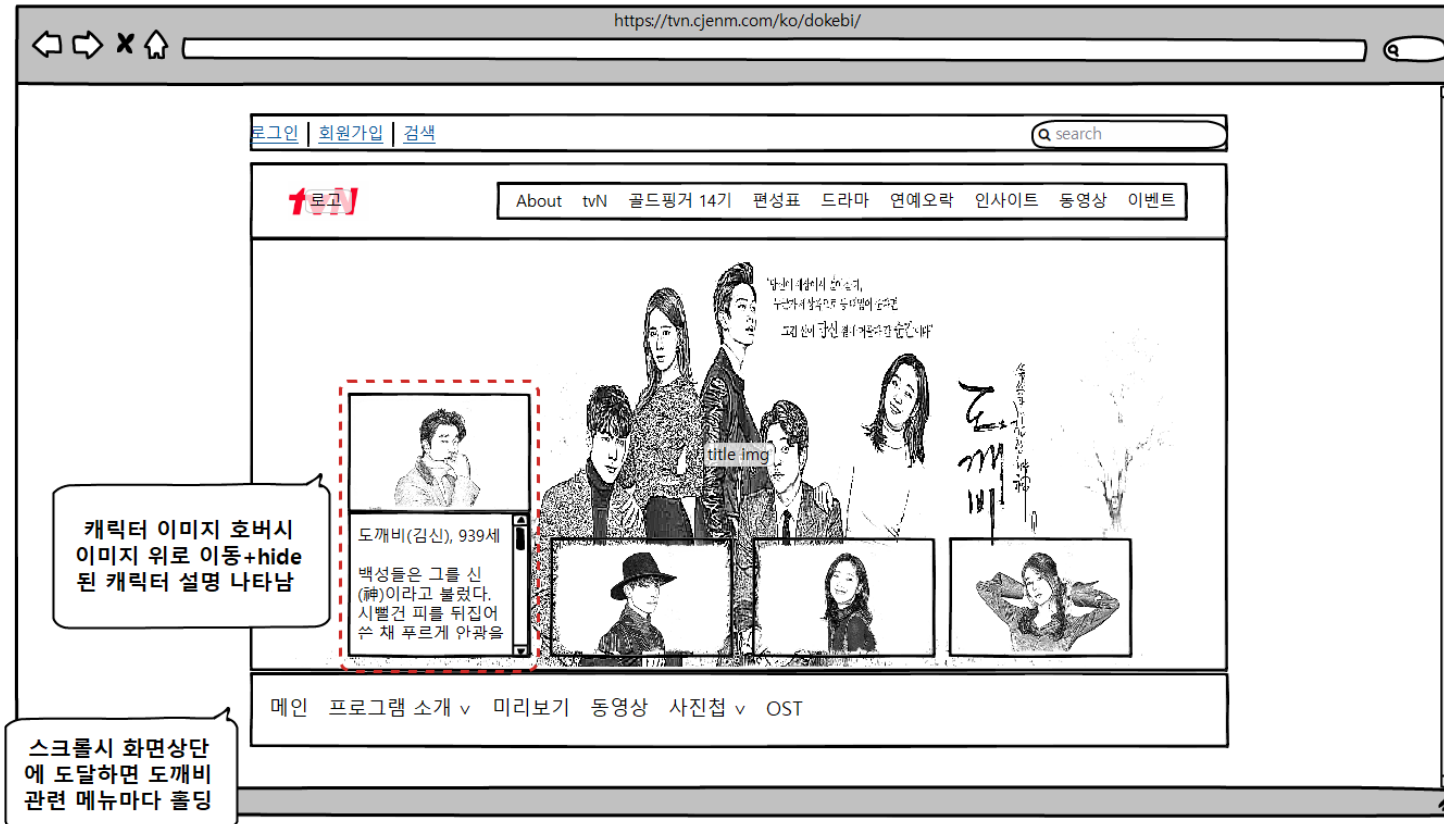 https://tvn.cjenm.com/ko/dokebi/
로그인 | 회원가입 | 검색
search
tvN
로고
About tvN 골드핑거 14기 편성표 드라마 연예오락 인사이트 동영상 이벤트
title img
도깨비
캐릭터 이미지 호버시
이미지 위로 이동+hide
된 캐릭터 설명 나타남
도깨비(김신), 939세
백성들은 그를 신
(神)이라고 불렀다.
시뻘건 피를 뒤집어
쓴 채 푸르게 안광을
메인 프로그램 소개 v 미리보기 동영상 사진첩 v OST
스크롤시 화면상단
에 도달하면 도깨비
관련 메뉴마다 홀딩